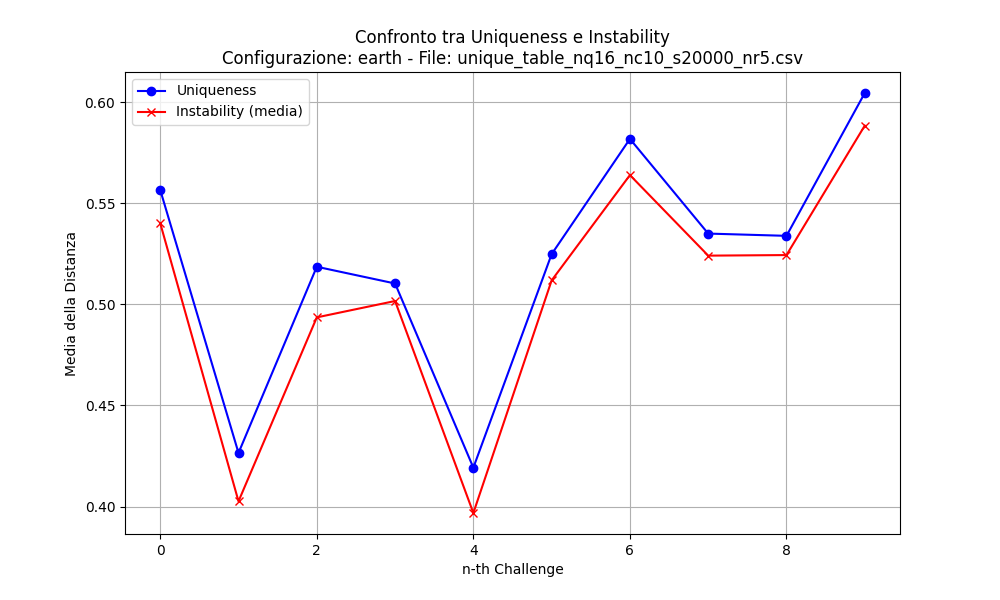 Confronto tra Uniqueness e Instability
Configurazione: earth - File: unique_table_nq16_nc10_s20000_nr5.csv
Uniqueness
Instability (media)
Media della Distanza
0.60
0.55
0.50
0.45
0.40
0 2 4 6 8
n-th Challenge